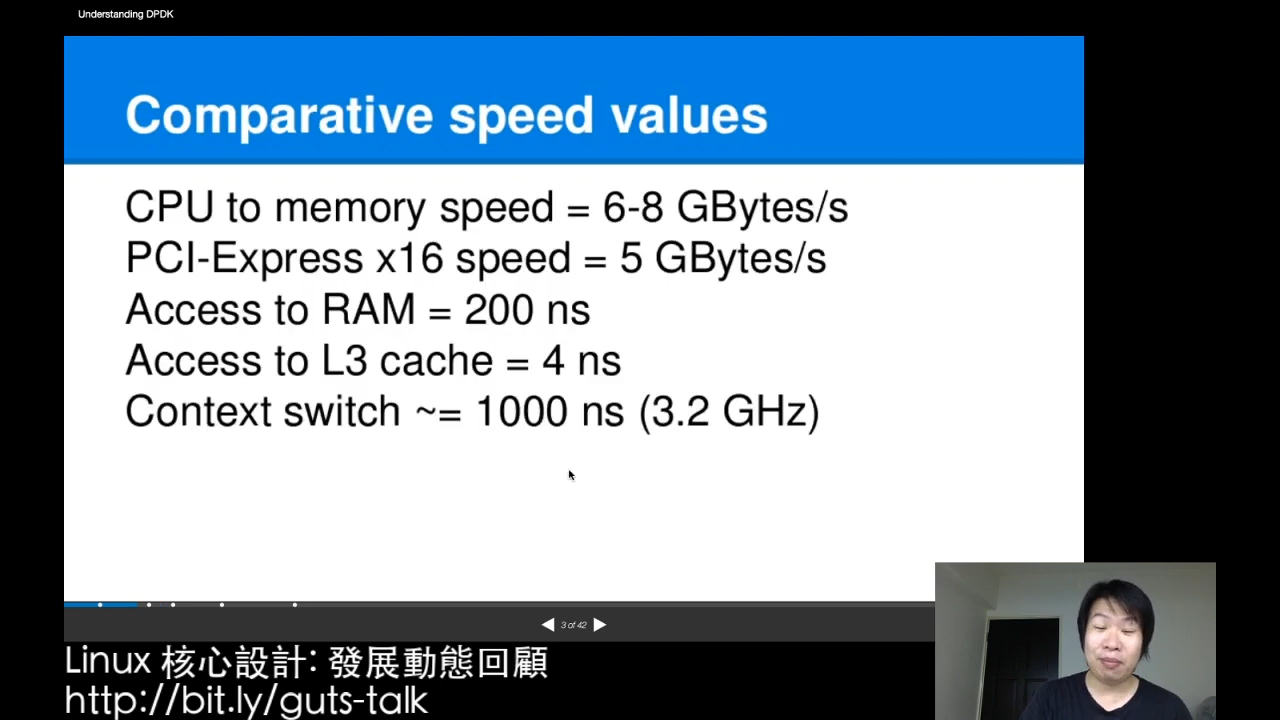 Understanding DPDK
Comparative speed values
CPU to memory speed = 6-8 GBytes/s
PCI-Express x16 speed = 5 GBytes/s
Access to RAM = 200 ns
Access to L3 cache = 4 ns
Context switch ~= 1000 ns (3.2 GHz)
3 of 42
Linux 核心設計: 發展動態回顧
http://bit.ly/guts-talk